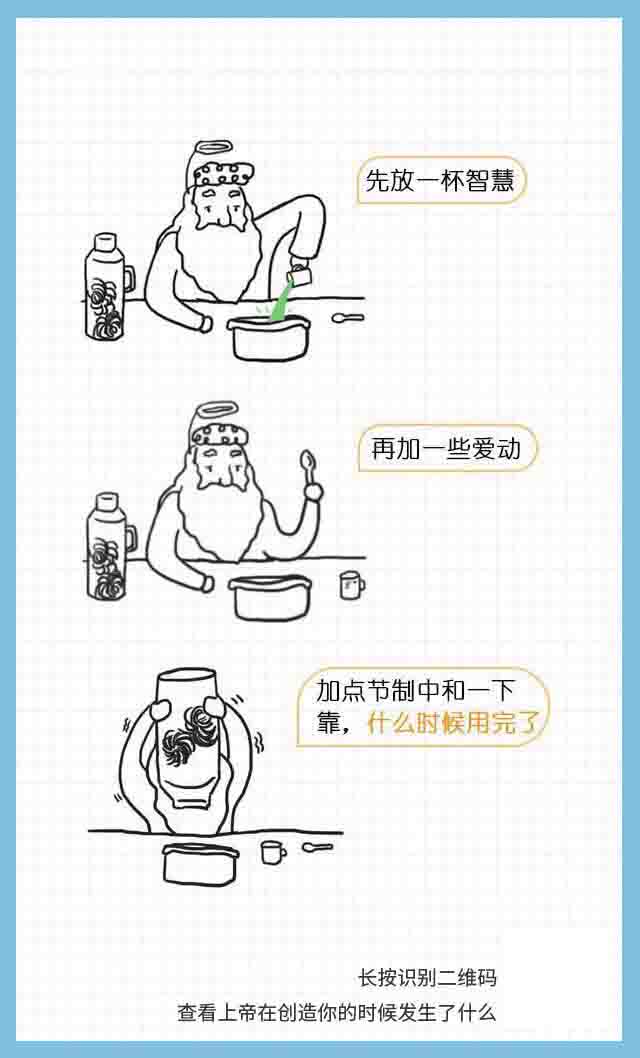 先放一杯智慧
再加一些爱动
加点节制中和一下
靠，什么时候用完了
长按识别二维码
查看上帝在创造你的时候发生了什么